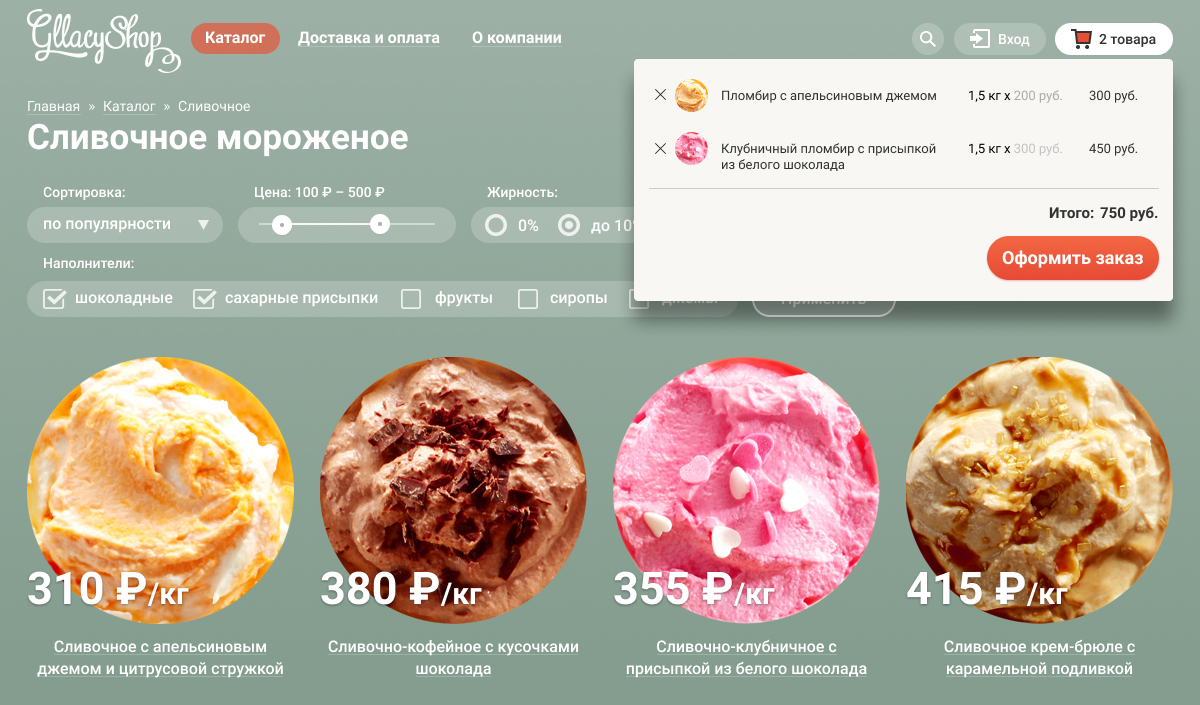 GllacyShop
Каталог
Доставка и оплата
О компании
Вход
2 товара
Пломбир с апельсиновым джемом
1,5 кг x 200 руб.
300 руб.
Клубничный пломбир с присыпкой
из белого шоколада
1,5 кг x 300 руб.
450 руб.
Итого: 750 руб.
Оформить заказ
Главная » Каталог » Сливочное
Сливочное мороженое
Сортировка:
по популярности
Цена: 100 ₽ – 500 ₽
Жирность:
0%
до 10%
Наполнители:
шоколадные
сахарные присыпки
фрукты
сиропы
310 ₽/кг
Сливочное с апельсиновым
джемом и цитрусовой стружкой
380 ₽/кг
Сливочно-кофейное с кусочками
шоколада
355 ₽/кг
Сливочно-клубничное с
присыпкой из белого шоколада
415 ₽/кг
Сливочное крем-брюле с
карамельной подливкой